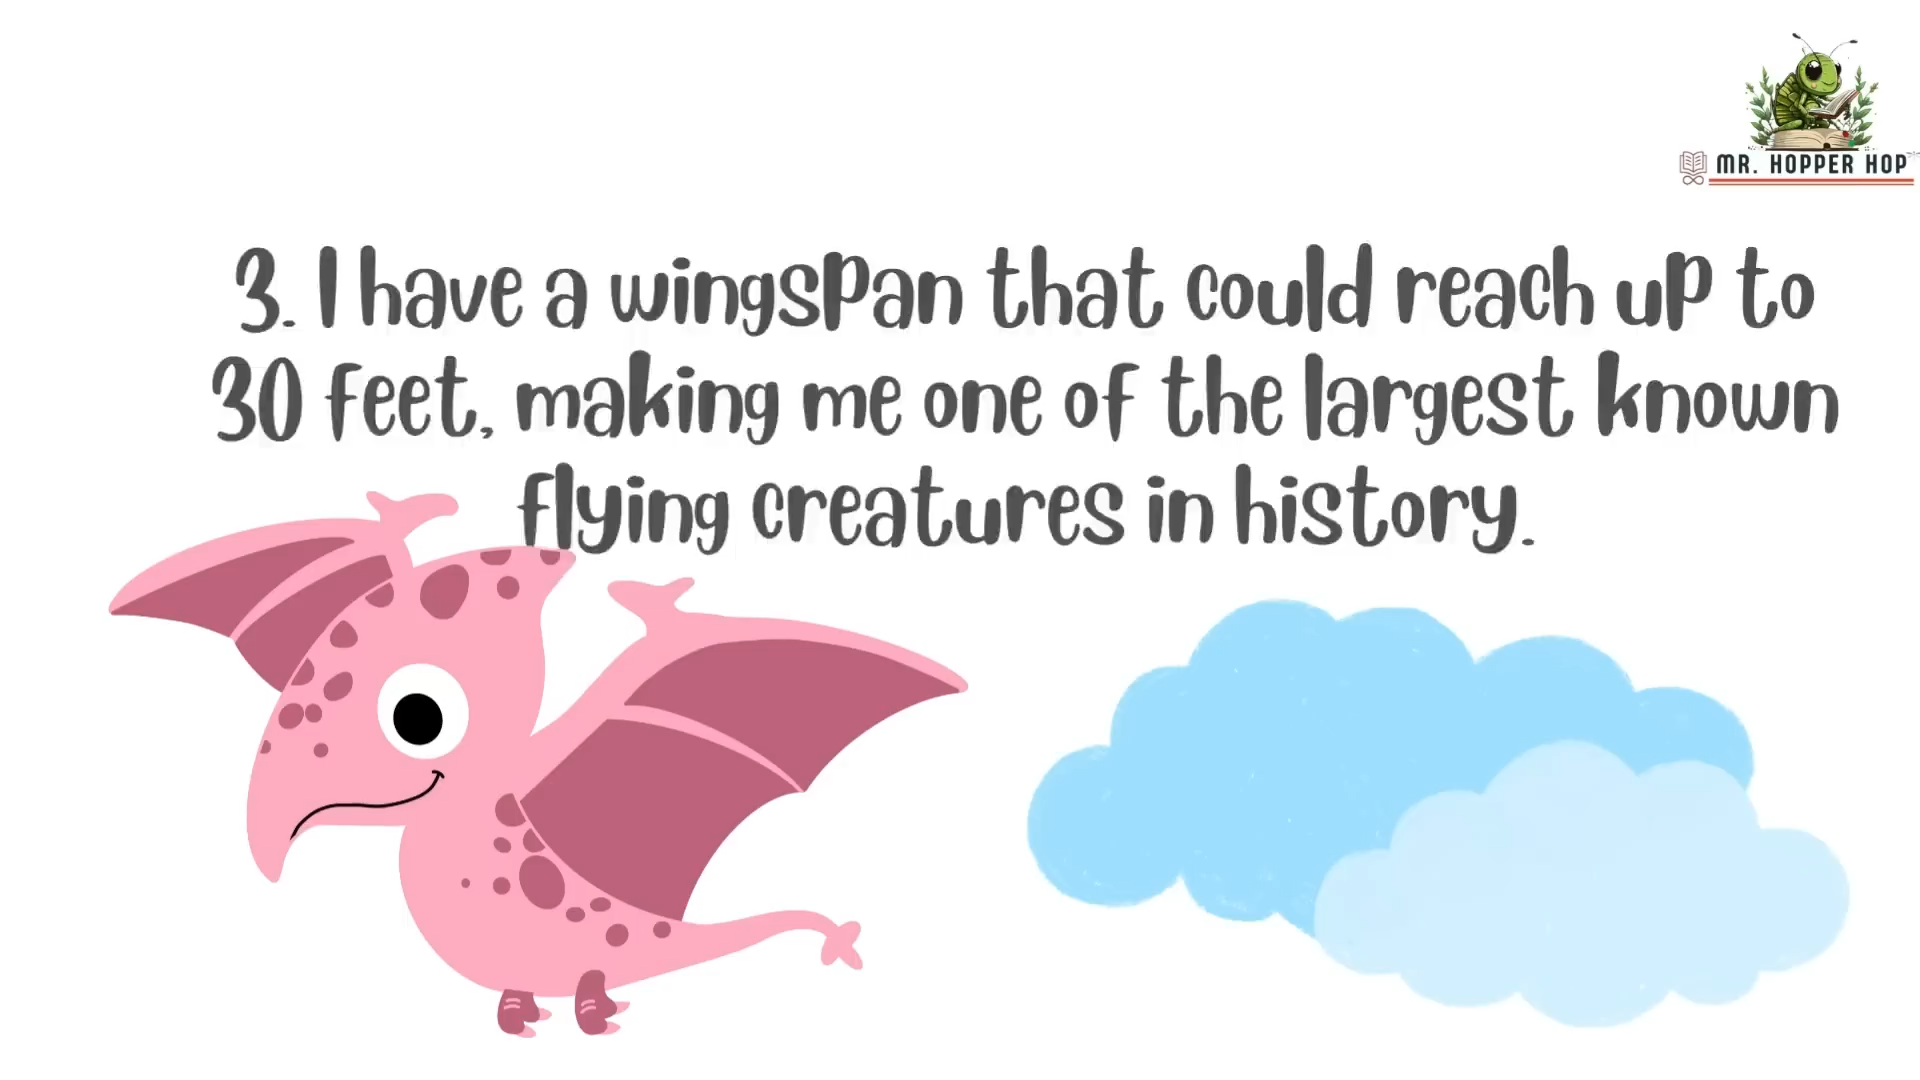 MR. HOPPER HOP
3. I have a wingspan that could reach up to
30 feet, making me one of the largest known
flying creatures in history.